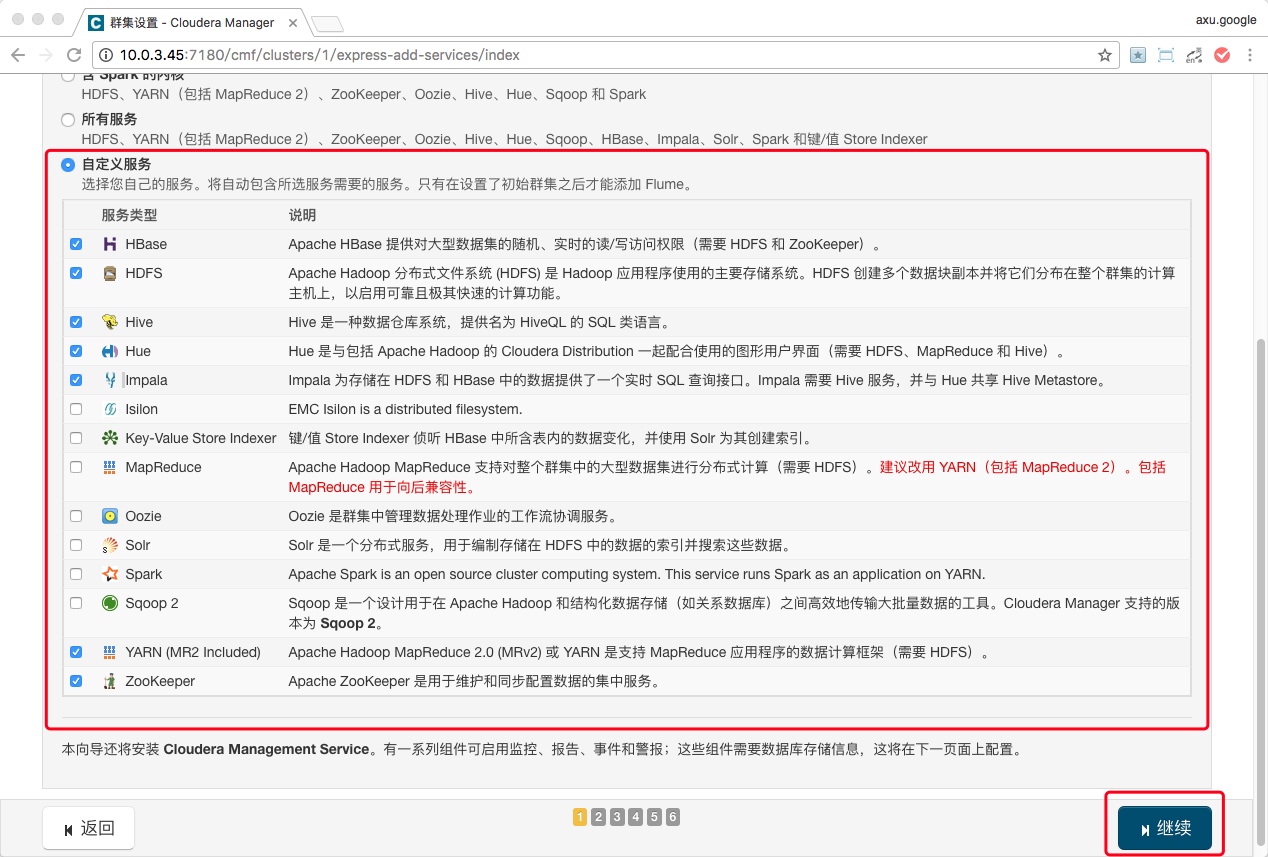 群集设置 - Cloudera Manager
axu.google
10.0.3.45:7180/cmf/clusters/1/express-add-services/index
含 Spark 的内核
HDFS、YARN（包括 MapReduce 2）、ZooKeeper、Oozie、Hive、Hue、Sqoop 和 Spark
所有服务
HDFS、YARN（包括 MapReduce 2）、ZooKeeper、Oozie、Hive、Hue、Sqoop、HBase、Impala、Solr、Spark 和键/值 Store Indexer
自定义服务
选择您自己的服务。将自动包含所选服务需要的服务。只有在设置了初始群集之后才能添加 Flume。
服务类型 说明
HBase Apache HBase 提供对大型数据集的随机、实时的读/写访问权限（需要 HDFS 和 ZooKeeper）。
HDFS Apache Hadoop 分布式文件系统 (HDFS) 是 Hadoop 应用程序使用的主要存储系统。HDFS 创建多个数据块副本并将它们分布在整个群集的计算
主机上，以启用可靠且极其快速的计算功能。
Hive Hive 是一种数据仓库系统，提供名为 HiveQL 的 SQL 类语言。
Hue Hue 是与包括 Apache Hadoop 的 Cloudera Distribution 一起配合使用的图形用户界面（需要 HDFS、MapReduce 和 Hive）。
Impala Impala 为存储在 HDFS 和 HBase 中的数据提供了一个实时 SQL 查询接口。Impala 需要 Hive 服务，并与 Hue 共享 Hive Metastore。
Isilon EMC Isilon is a distributed filesystem.
Key-Value Store Indexer 键/值 Store Indexer 侦听 HBase 中所含表内的数据变化，并使用 Solr 为其创建索引。
MapReduce Apache Hadoop MapReduce 支持对整个群集中的大型数据集进行分布式计算（需要 HDFS）。建议改用 YARN（包括 MapReduce 2）。包括
MapReduce 用于向后兼容性。
Oozie Oozie 是群集中管理数据处理作业的工作流协调服务。
Solr Solr 是一个分布式服务，用于编制存储在 HDFS 中的数据的索引并搜索这些数据。
Spark Apache Spark is an open source cluster computing system. This service runs Spark as an application on YARN.
Sqoop 2 Sqoop 是一个设计用于在 Apache Hadoop 和结构化数据存储（如关系数据库）之间高效地传输大批量数据的工具。Cloudera Manager 支持的版
本为 Sqoop 2。
YARN (MR2 Included) Apache Hadoop MapReduce 2.0 (MRv2) 或 YARN 是支持 MapReduce 应用程序的数据计算框架（需要 HDFS）。
ZooKeeper Apache ZooKeeper 是用于维护和同步配置数据的集中服务。
本向导还将安装 Cloudera Management Service。有一系列组件可启用监控、报告、事件和警报；这些组件需要数据库存储信息，这将在下一页面上配置。
返回 1 2 3 4 5 6 继续